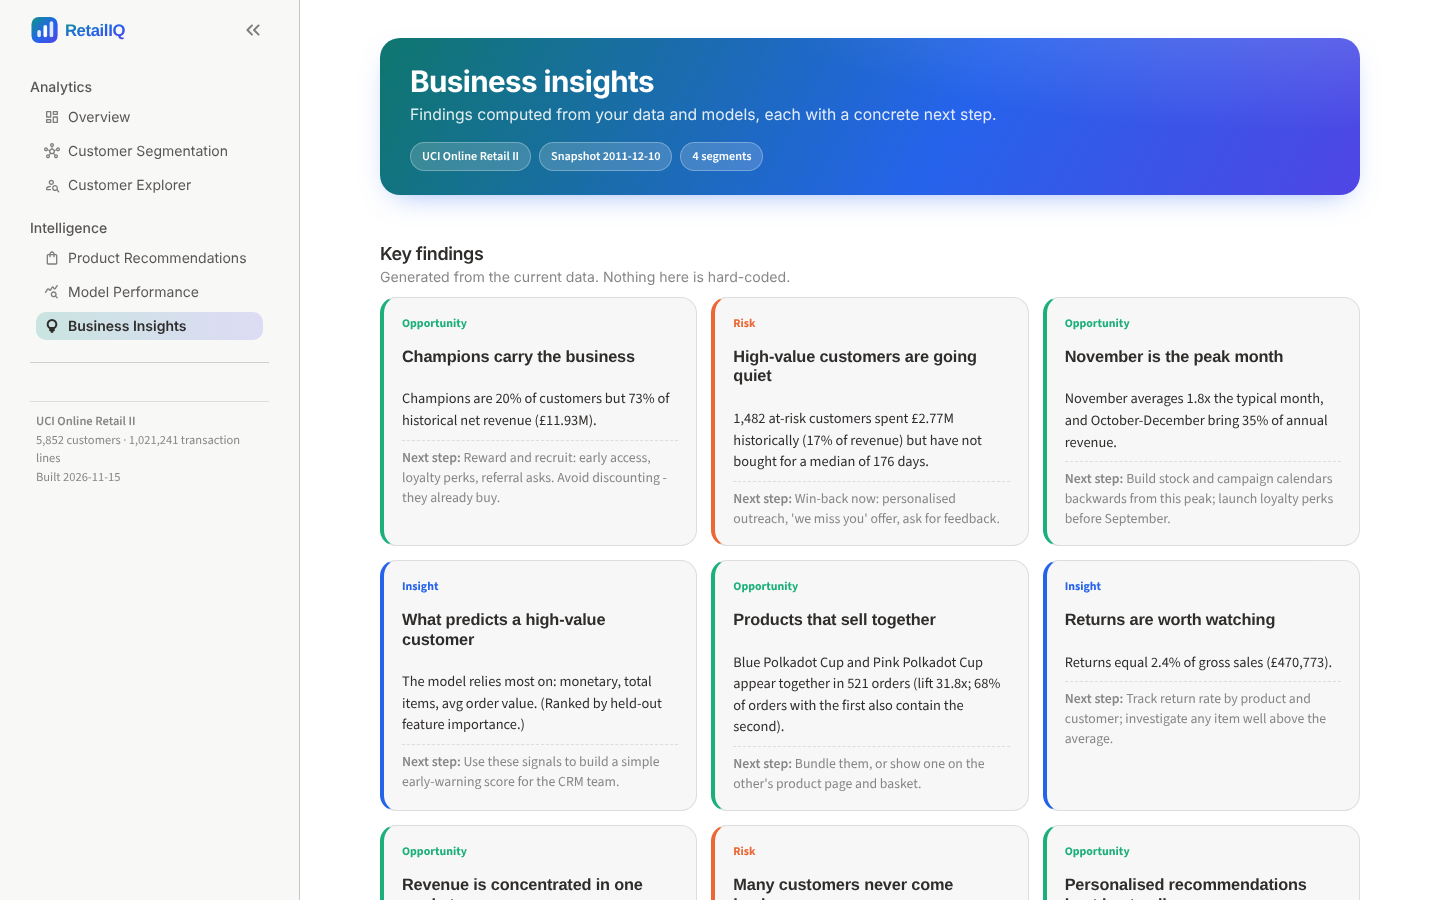 RetailIQ
Analytics
Overview
Customer Segmentation
Customer Explorer
Intelligence
Product Recommendations
Model Performance
Business Insights
UCI Online Retail II
5,852 customers · 1,021,241 transaction
lines
Built 2026-11-15
Business insights
Findings computed from your data and models, each with a concrete next step.
UCI Online Retail II
Snapshot 2011-12-10
4 segments
Key findings
Generated from the current data. Nothing here is hard-coded.
Opportunity
Champions carry the business
Champions are 20% of customers but 73% of
historical net revenue (£11.93M).
Next step: Reward and recruit: early access,
loyalty perks, referral asks. Avoid discounting -
they already buy.
Risk
High-value customers are going
quiet
1,482 at-risk customers spent £2.77M
historically (17% of revenue) but have not
bought for a median of 176 days.
Next step: Win-back now: personalised
outreach, 'we miss you' offer, ask for feedback.
Opportunity
November is the peak month
November averages 1.8x the typical month,
and October-December bring 35% of annual
revenue.
Next step: Build stock and campaign calendars
backwards from this peak; launch loyalty perks
before September.
Insight
What predicts a high-value
customer
The model relies most on: monetary, total
items, avg order value. (Ranked by held-out
feature importance.)
Next step: Use these signals to build a simple
early-warning score for the CRM team.
Opportunity
Products that sell together
Blue Polkadot Cup and Pink Polkadot Cup
appear together in 521 orders (lift 31.8x; 68%
of orders with the first also contain the
second).
Next step: Bundle them, or show one on the
other's product page and basket.
Insight
Returns are worth watching
Returns equal 2.4% of gross sales (£470,773).
Next step: Track return rate by product and
customer; investigate any item well above the
average.
Opportunity
Revenue is concentrated in one
Risk
Many customers never come
Opportunity
Personalised recommendations